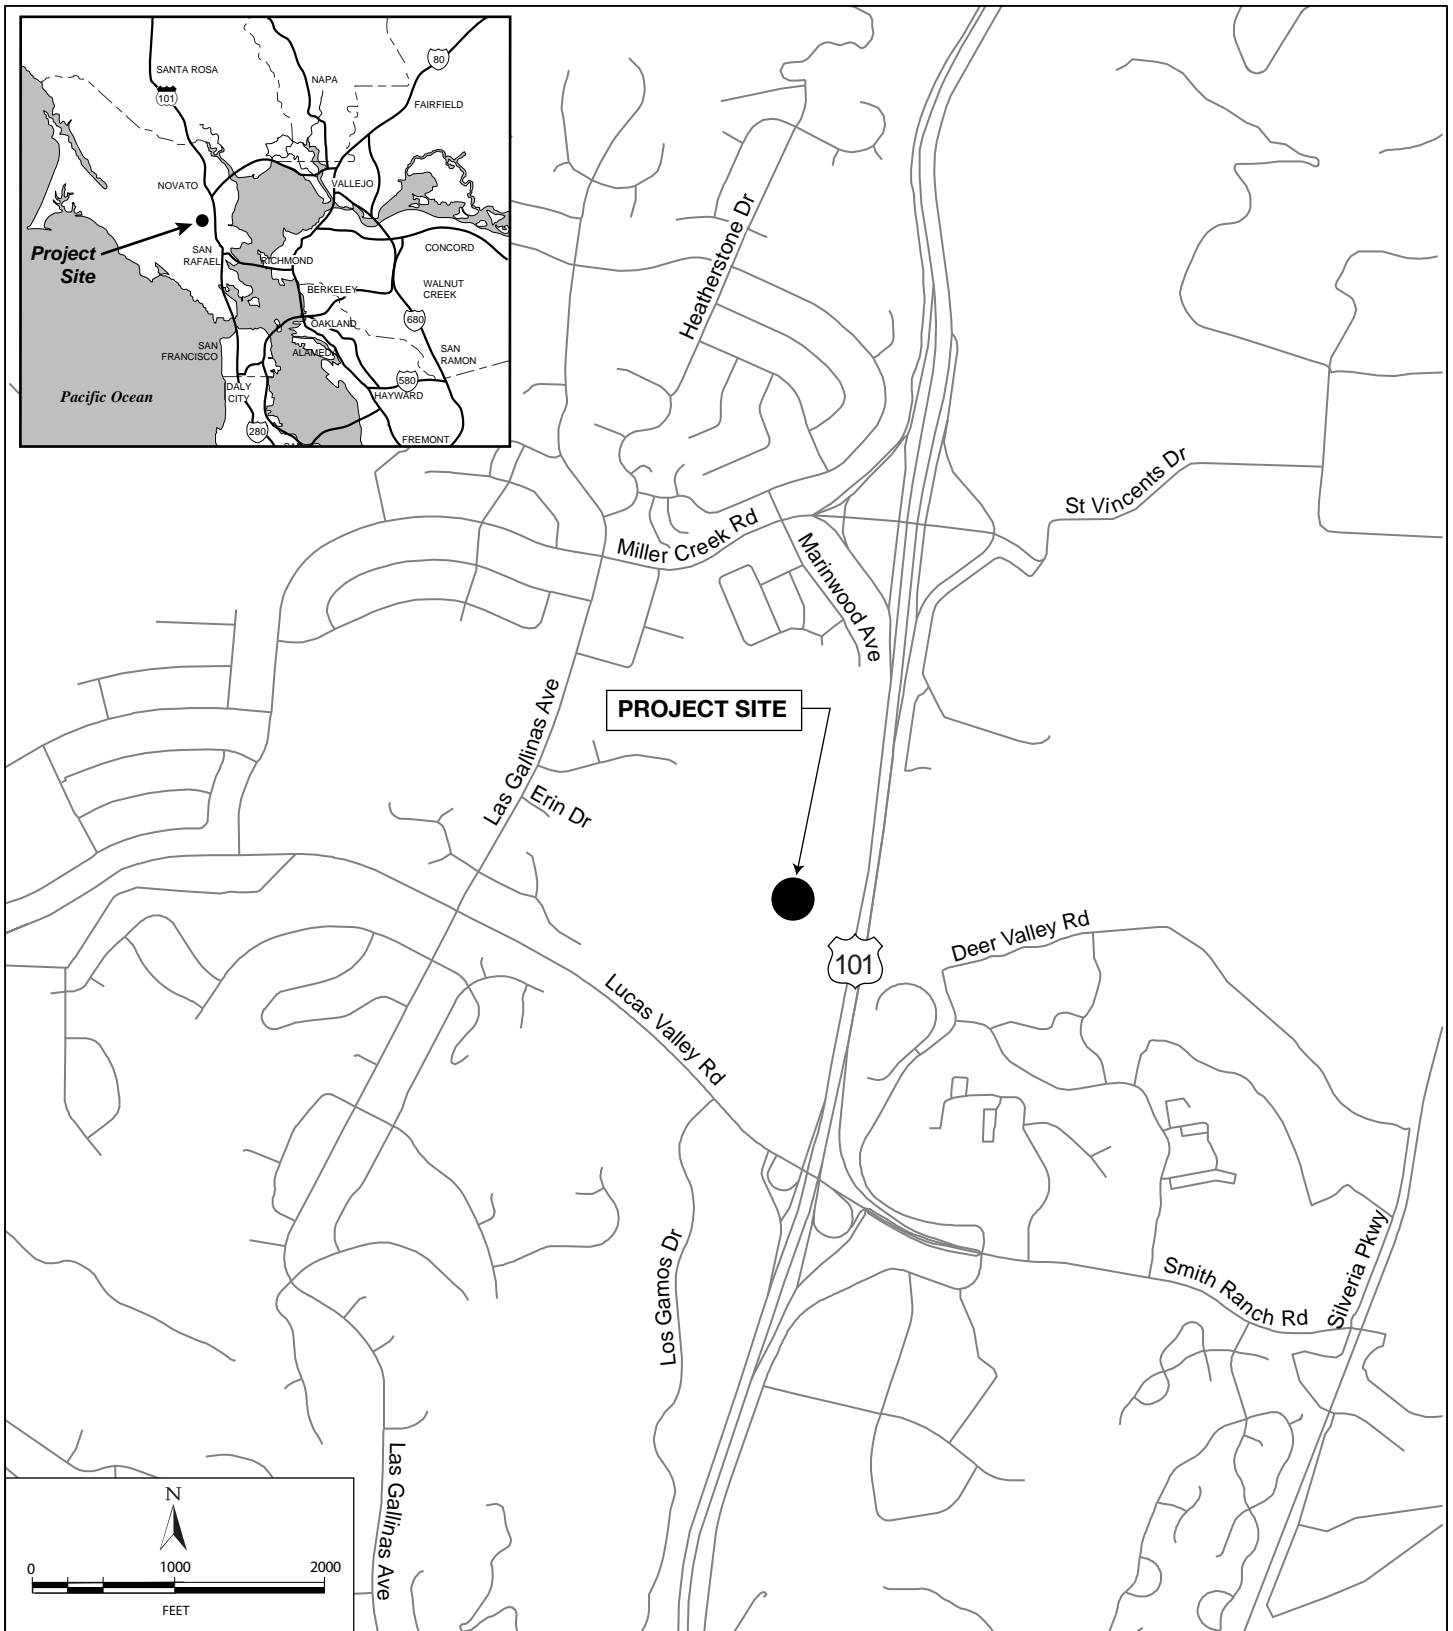 SANTA ROSA
101
NAPA
80
FAIRFIELD
NOVATO
VALLEJO
Project
Site
SAN
RAFAEL
RICHMOND
CONCORD
BERKELEY
WALNUT
CREEK
OAKLAND
680
SAN
FRANCISCO
ALAMEDA
SAN
RAMON
580
Pacific Ocean
DALY
CITY
HAYWARD
280
FREMONT
Heatherstone Dr
St Vincents Dr
Miller Creek Rd
Marinwood Ave
Las Gallinas Ave
PROJECT SITE
Erin Dr
Deer Valley Rd
101
Lucas Valley Rd
Los Gamos Dr
Smith Ranch Rd
Silveria Pkwy
Las Gallinas Ave
N
0
1000
2000
FEET